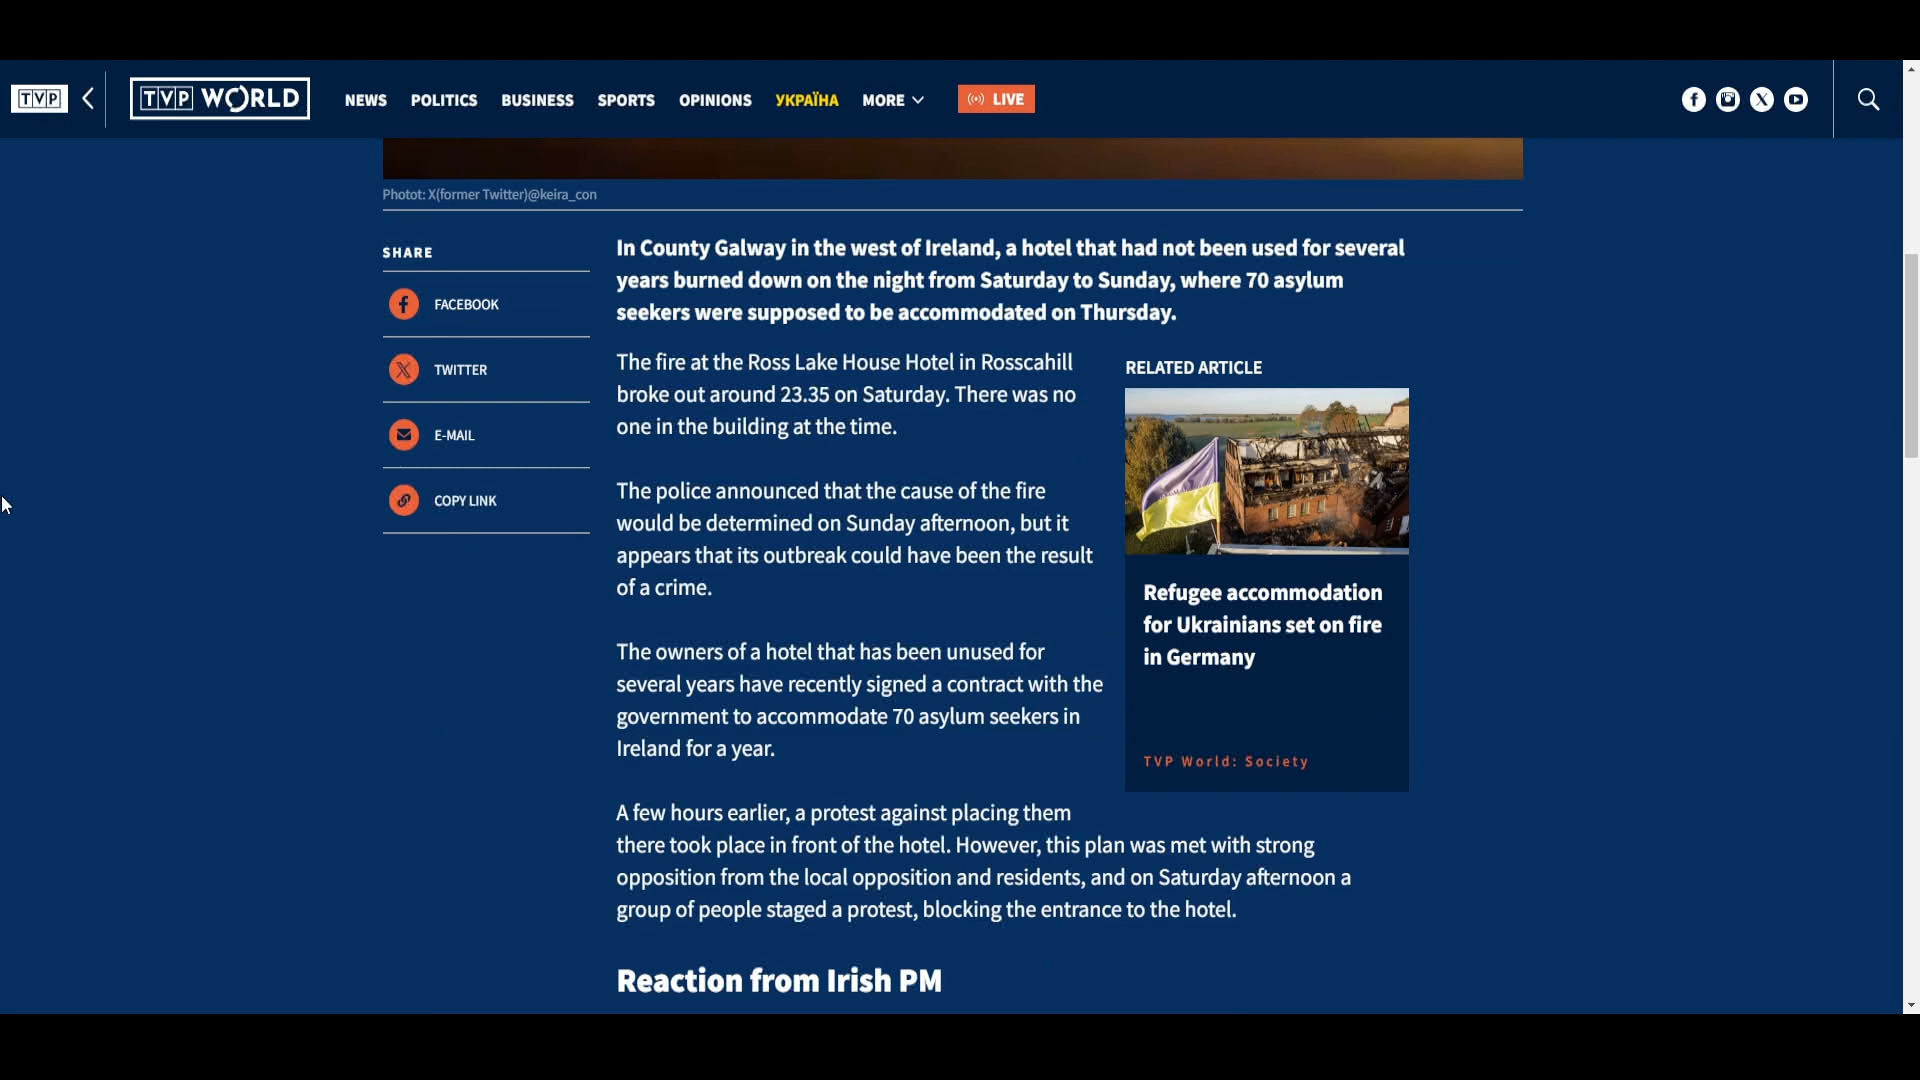 TVP
TVP WORLD
NEWS POLITICS BUSINESS SPORTS OPINIONS УКРАЇНА MORE LIVE
Photot: X(former Twitter)@keira_con
SHARE
FACEBOOK
TWITTER
E-MAIL
COPY LINK
In County Galway in the west of Ireland, a hotel that had not been used for several
years burned down on the night from Saturday to Sunday, where 70 asylum
seekers were supposed to be accommodated on Thursday.
The fire at the Ross Lake House Hotel in Rosscahill
broke out around 23.35 on Saturday. There was no
one in the building at the time.
The police announced that the cause of the fire
would be determined on Sunday afternoon, but it
appears that its outbreak could have been the result
of a crime.
The owners of a hotel that has been unused for
several years have recently signed a contract with the
government to accommodate 70 asylum seekers in
Ireland for a year.
A few hours earlier, a protest against placing them
there took place in front of the hotel. However, this plan was met with strong
opposition from the local opposition and residents, and on Saturday afternoon a
group of people staged a protest, blocking the entrance to the hotel.
Reaction from Irish PM
RELATED ARTICLE
Refugee accommodation
for Ukrainians set on fire
in Germany
TVP World: Society